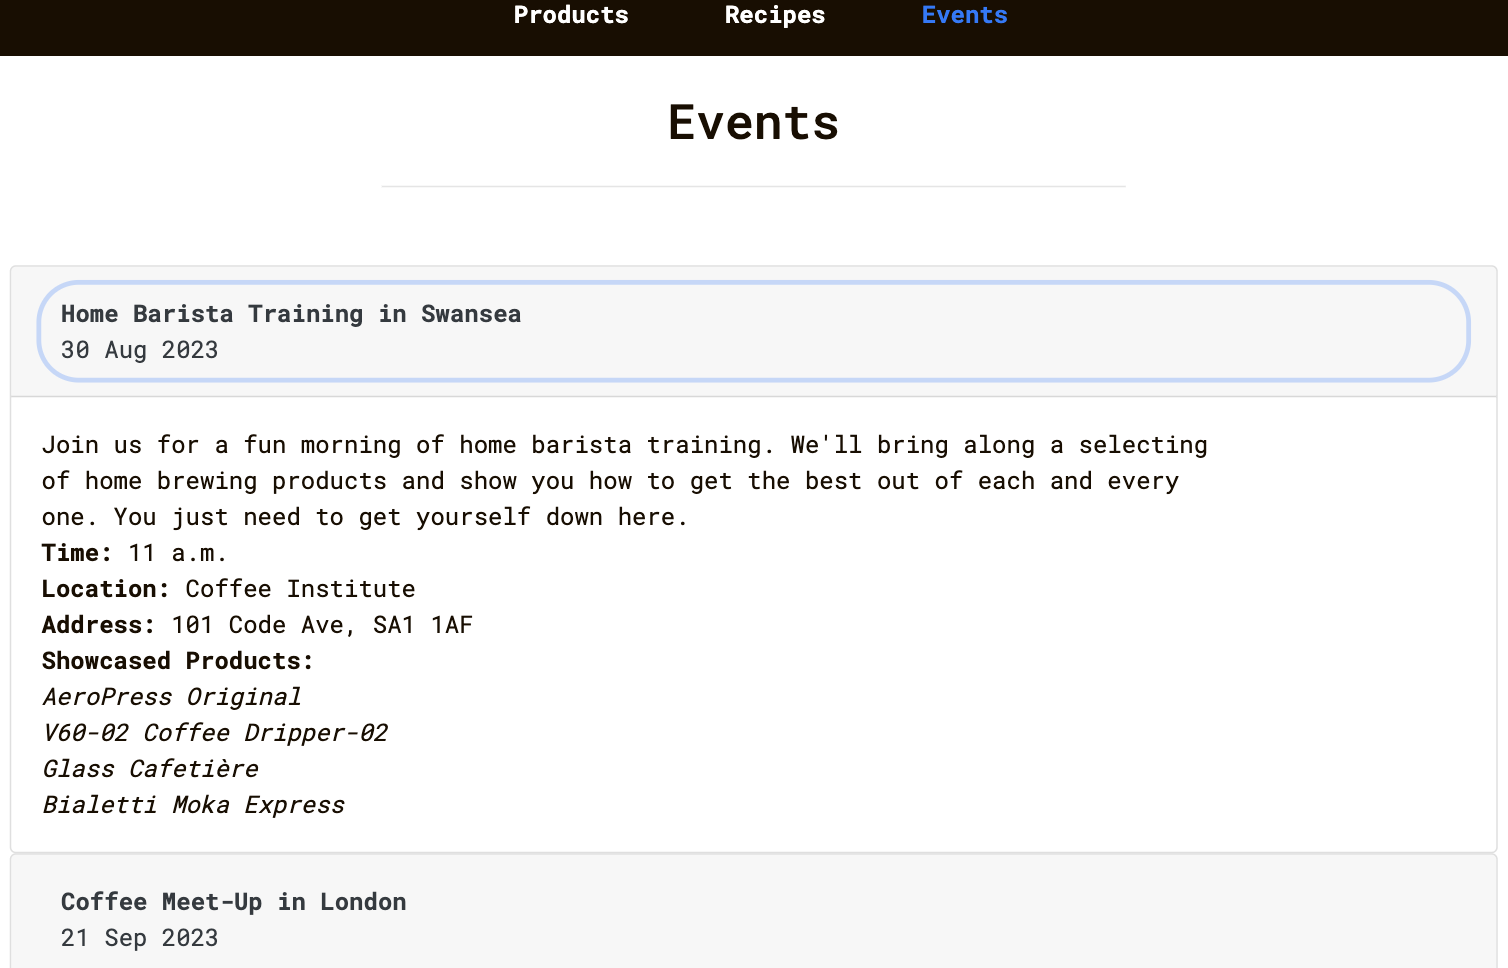 Products Recipes Events
Events
Home Barista Training in Swansea
30 Aug 2023
Join us for a fun morning of home barista training. We'll bring along a selecting
of home brewing products and show you how to get the best out of each and every
one. You just need to get yourself down here.
Time: 11 a.m.
Location: Coffee Institute
Address: 101 Code Ave, SA1 1AF
Showcased Products:
AeroPress Original
V60-02 Coffee Dripper-02
Glass Cafetière
Bialetti Moka Express
Coffee Meet-Up in London
21 Sep 2023